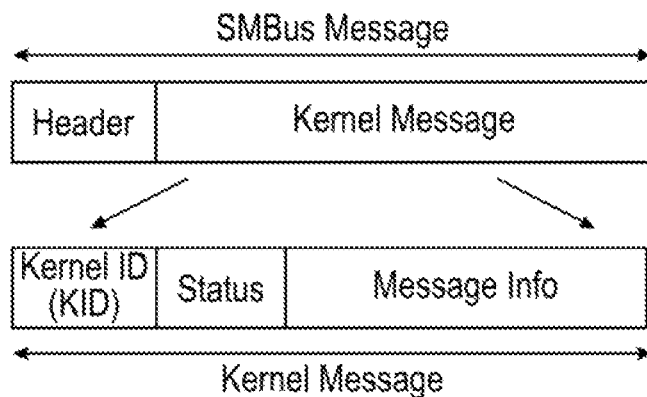 SMBus Message
Header Kernel Message
Kernel ID
(KID) Status Message Info
Kernel Message